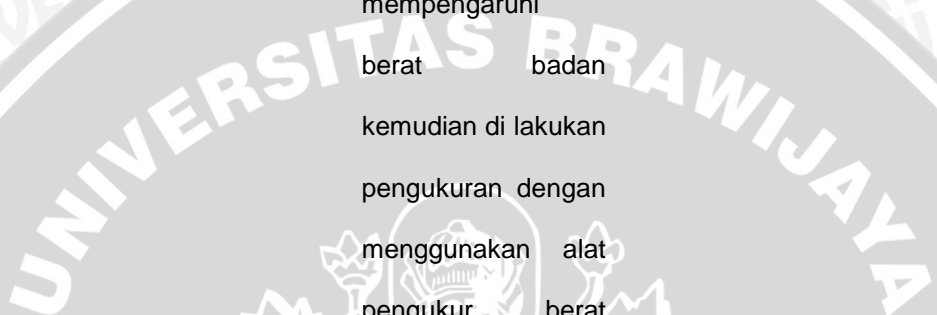 mempengaruhi
UNIVERSITAS BRAWIJAYA
berat badan
kemudian di lakukan
pengukuran dengan
menggunakan alat
pengukur berat